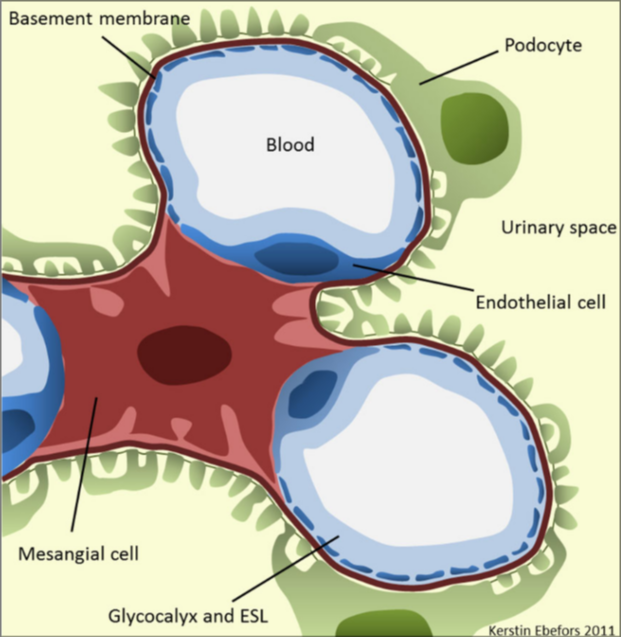 Basement membrane
Podocyte
Blood
Urinary space
Endothelial cell
Mesangial cell
Glycocalyx and ESL
Kerstin Ebefors 2011